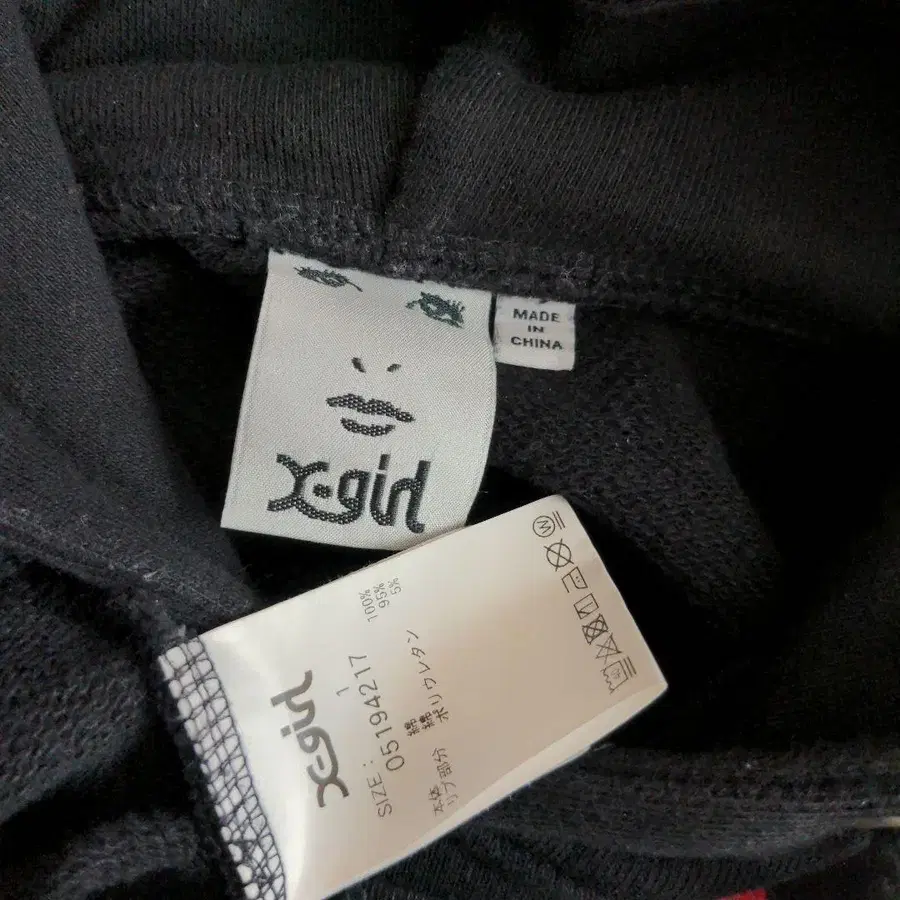 X-girl
MADE
IN
CHINA
X-girl
SIZE: 1
05194217
本体 綿 100%
リブ部分 綿 95%
ポリウレタン 5%
W
40